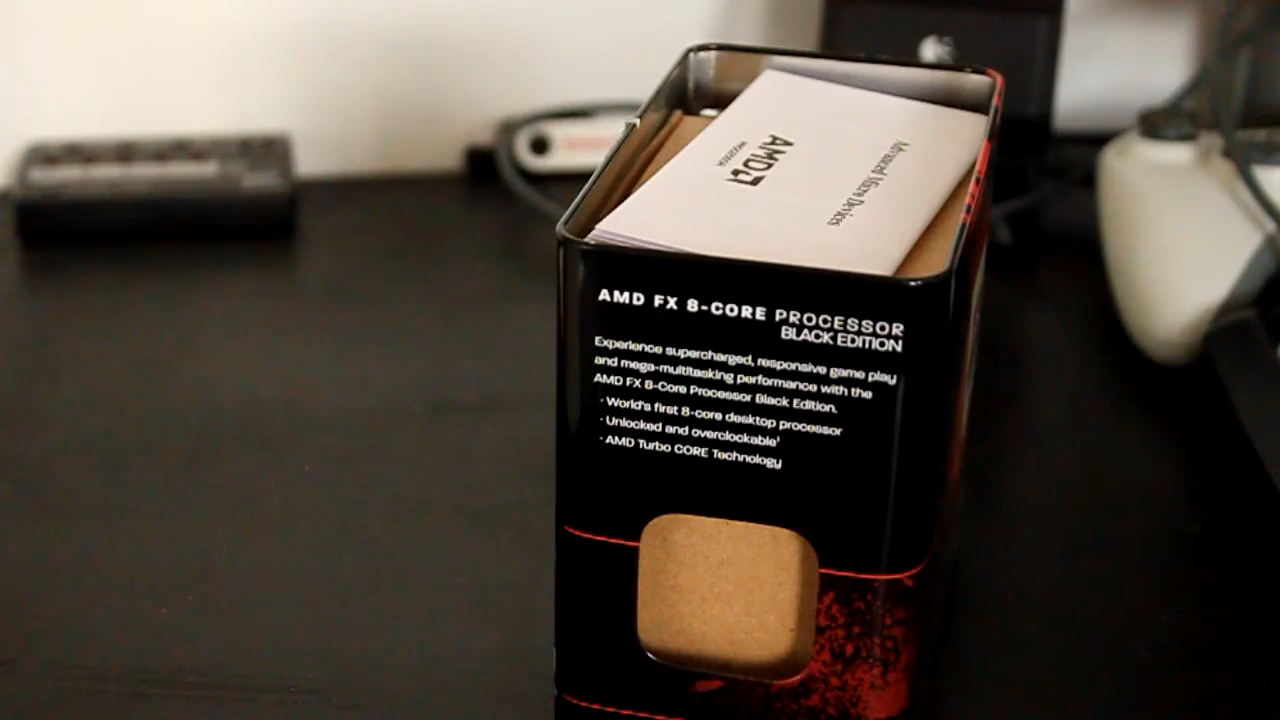 AMD
Advanced Micro Devices
AMD FX 8-CORE PROCESSOR
BLACK EDITION
Experience supercharged, responsive game play
and mega-multitasking performance with the
AMD FX 8-Core Processor Black Edition.
· World's first 8-core desktop processor
· Unlocked and overclockable¹
· AMD Turbo CORE Technology